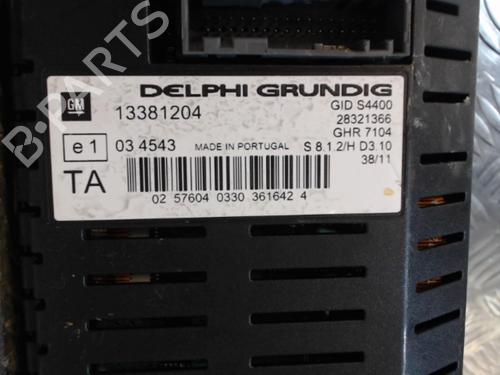 DELPHI GRUNDIG
GM
13381204
GID S4400
28321366
GHR 7104
e 1
03 4543
MADE IN PORTUGAL
S 8.1.2/H D3.10
38/11
TA
02 57604 0330 361642 4
B-PARTS